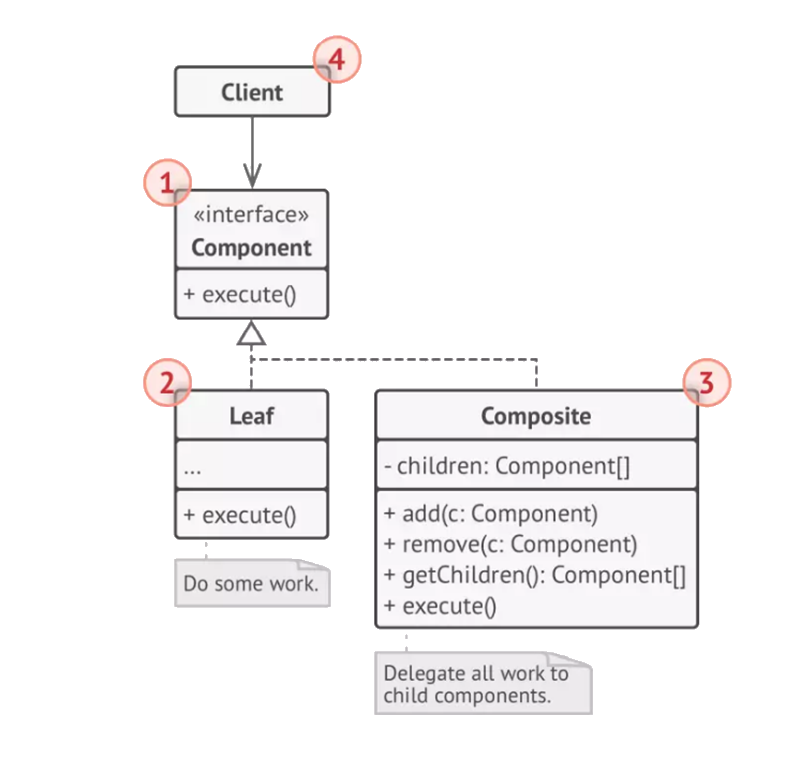 4
Client
1
«interface»
Component
+ execute()
2
Leaf
...
+ execute()
Do some work.
3
Composite
- children: Component[]
+ add(c: Component)
+ remove(c: Component)
+ getChildren(): Component[]
+ execute()
Delegate all work to
child components.